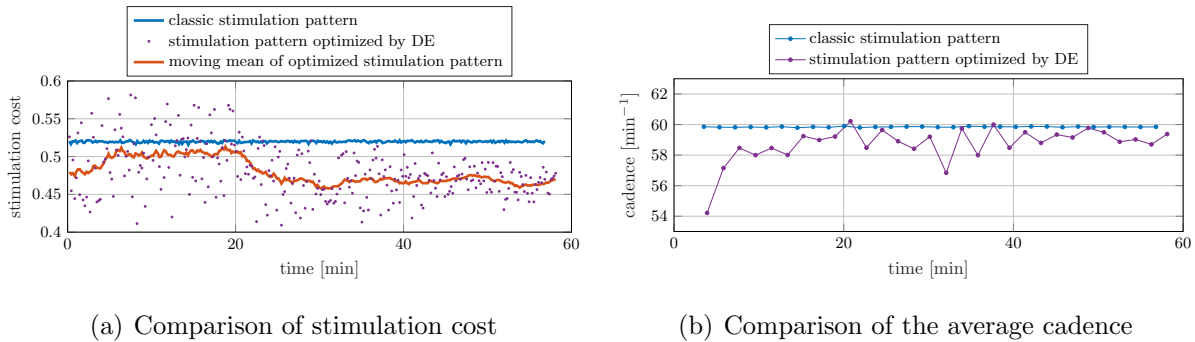 classic stimulation pattern
stimulation pattern optimized by DE
moving mean of optimized stimulation pattern
0.6
0.55
0.5
0.45
0.4
stimulation cost
0 20 40 60
time [min]
(a) Comparison of stimulation cost
classic stimulation pattern
stimulation pattern optimized by DE
62
60
58
56
54
cadence [min⁻¹]
0 20 40 60
time [min]
(b) Comparison of the average cadence